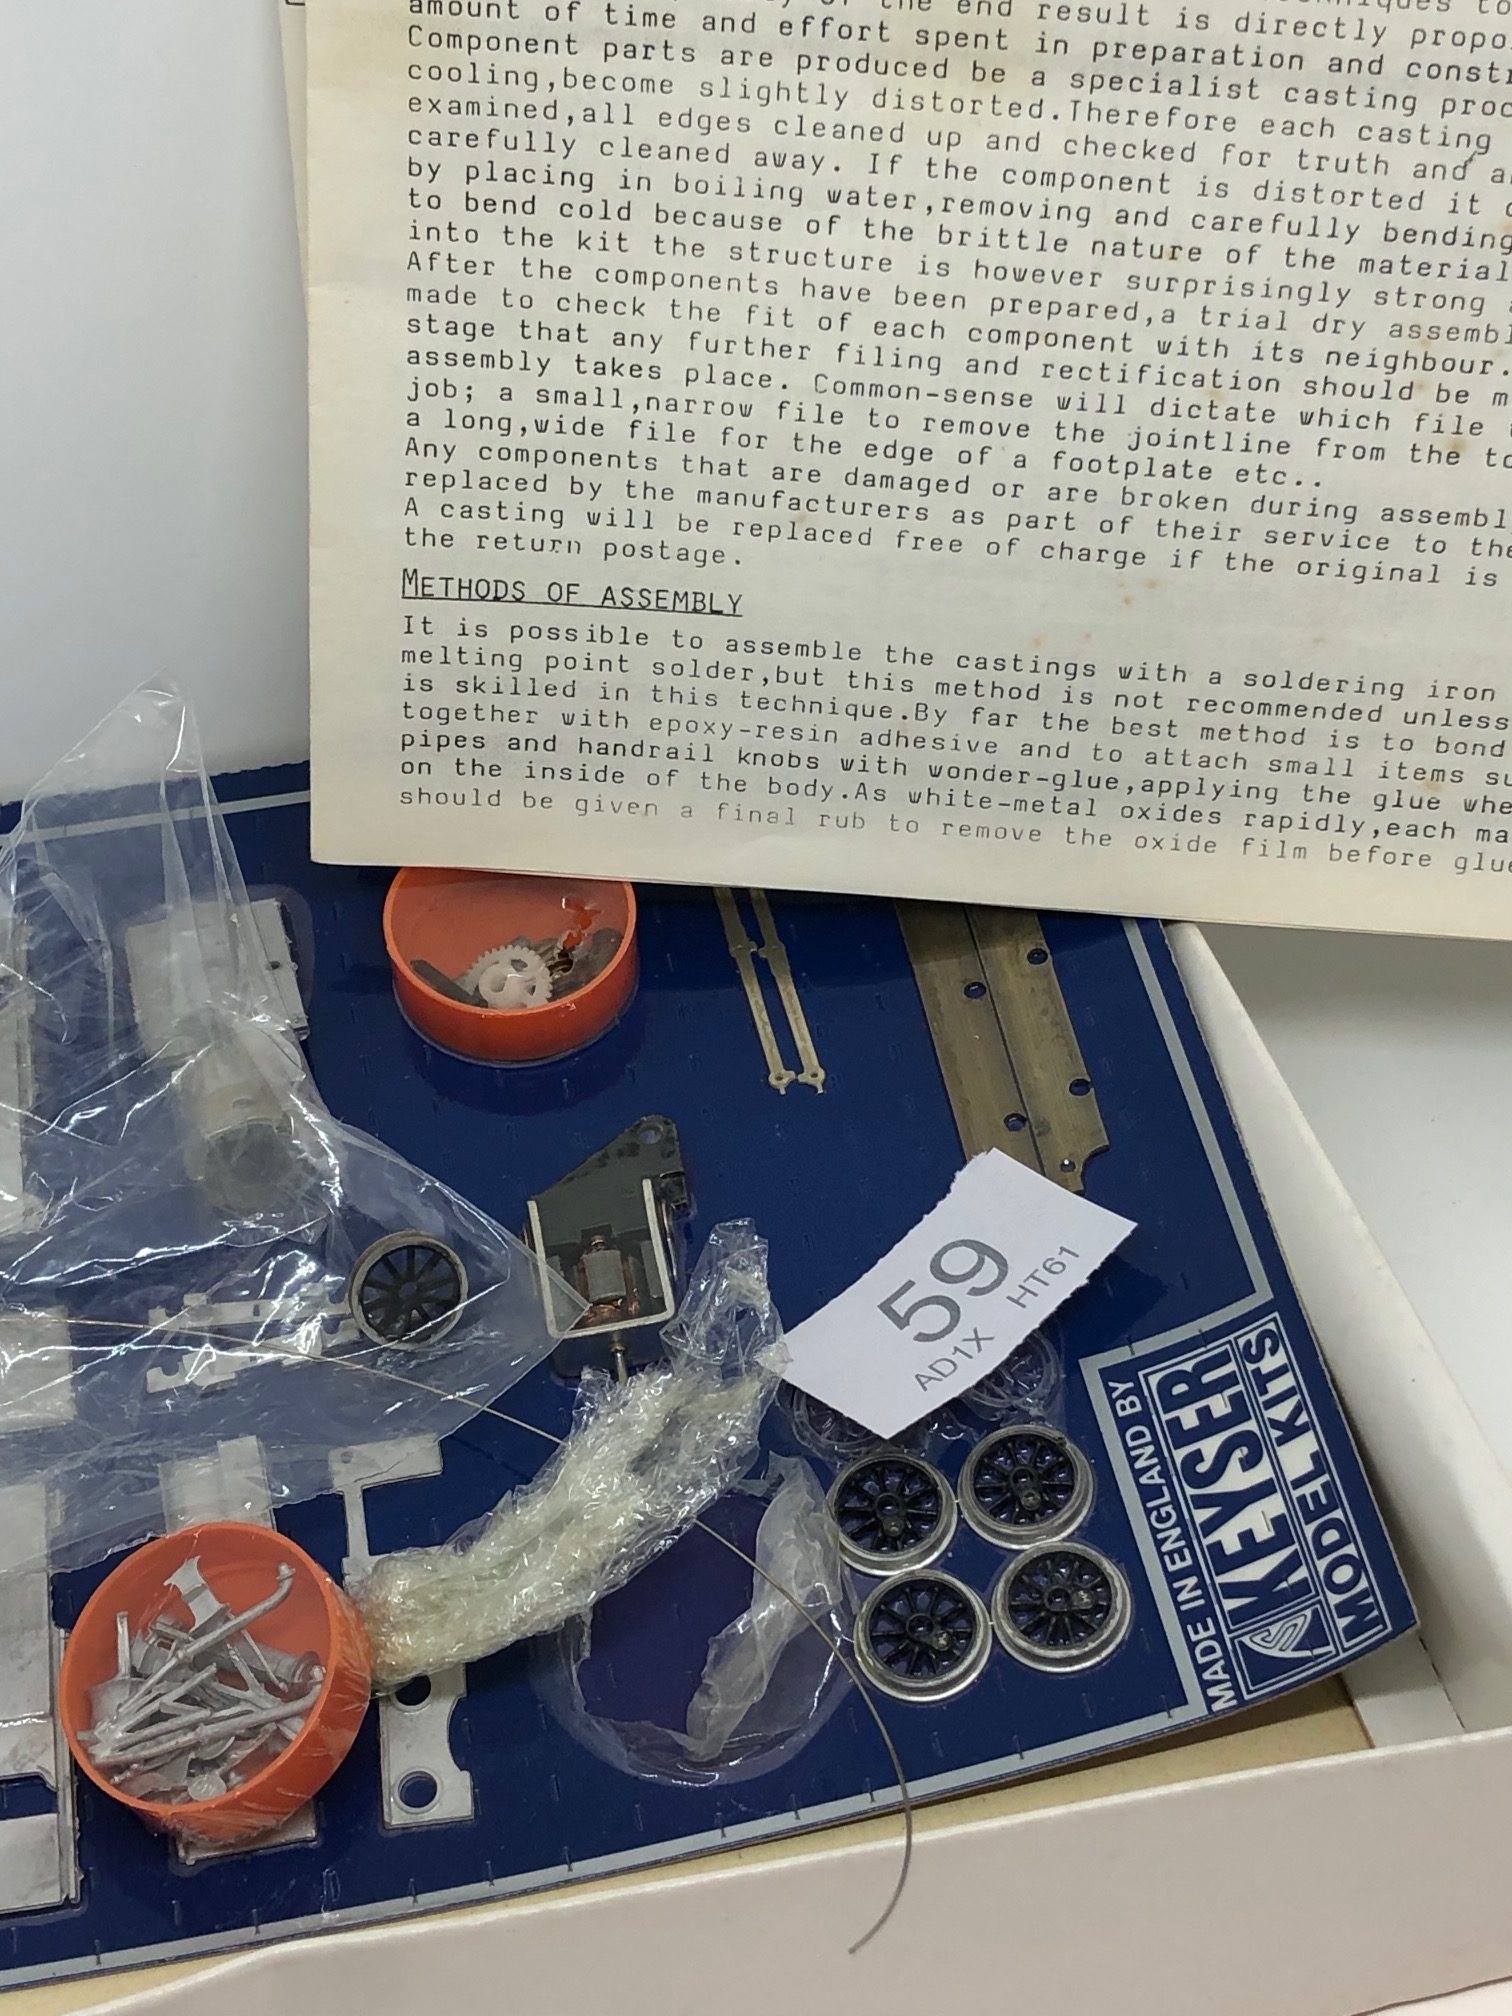 the end result is directly
amount of time and effort spent in preparation and
Component parts are produced be a specialist casting
cooling,become slightly distorted.Therefore each casting
examined,all edges cleaned up and checked for truth and
carefully cleaned away. If the component is distorted it
by placing in boiling water,removing and carefully bending
to bend cold because of the brittle nature of the material
into the kit the structure is however surprisingly strong
After the components have been prepared,a trial dry
made to check the fit of each component with its neighbour.
stage that any further filing and rectification should be
assembly takes place. Common-sense will dictate which file
job; a small,narrow file to remove the jointline from the
a long,wide file for the edge of a footplate etc..
Any components that are damaged or are broken during
replaced by the manufacturers as part of their service to
A casting will be replaced free of charge if the original is
the return postage.
METHODS OF ASSEMBLY
It is possible to assemble the castings with a soldering iron
melting point solder,but this method is not recommended unless
is skilled in this technique.By far the best method is to bond
together with epoxy-resin adhesive and to attach small items
pipes and handrail knobs with wonder-glue,applying the glue
on the inside of the body.As white-metal oxides rapidly,each
should be given a final rub to remove the oxide film before
59
AD1X HT61
MADE IN ENGLAND BY
KEYSER
MODEL KITS